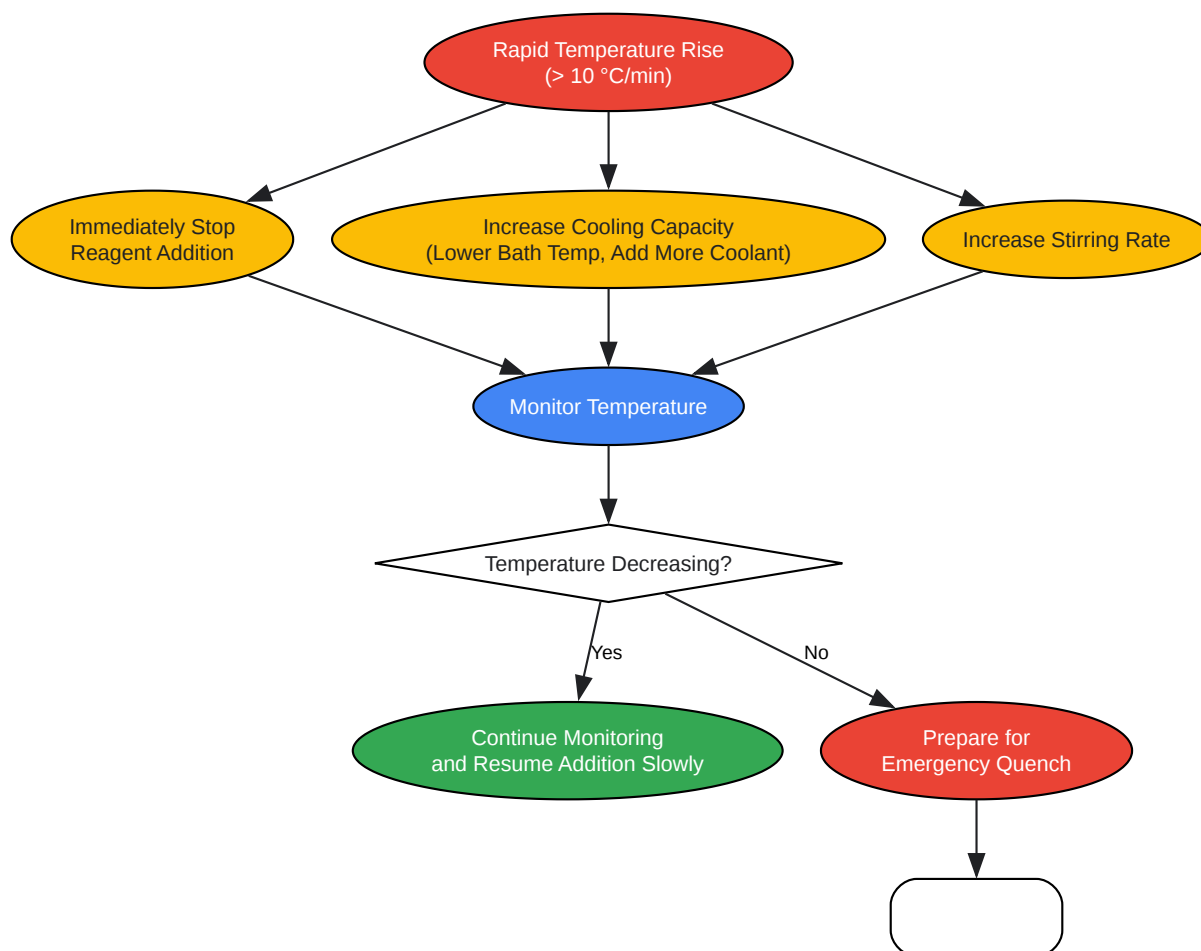 Rapid Temperature Rise
(> 10 °C/min)
Immediately Stop
Reagent Addition
Increase Cooling Capacity
(Lower Bath Temp, Add More Coolant)
Increase Stirring Rate
Monitor Temperature
Temperature Decreasing?
Yes
No
Continue Monitoring
and Resume Addition Slowly
Prepare for
Emergency Quench